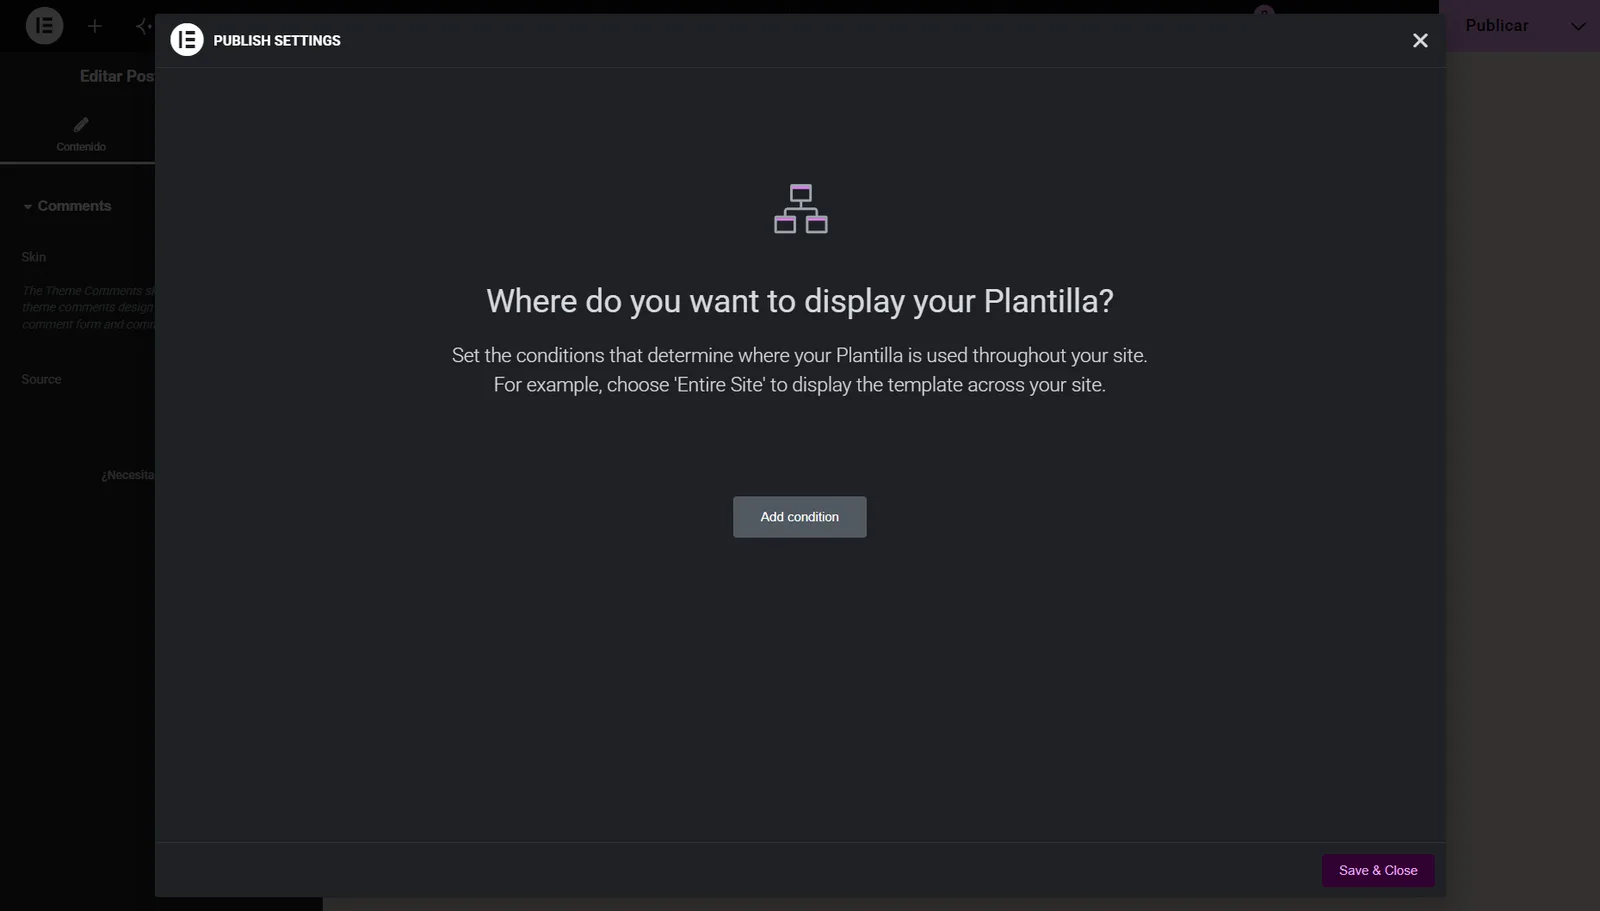 Publicar
PUBLISH SETTINGS
Editar Pos
Contenido
Comments
Skin
The Theme Comments sk
theme comments design
comment form and comm
Source
¿Necesita
Where do you want to display your Plantilla?
Set the conditions that determine where your Plantilla is used throughout your site.
For example, choose 'Entire Site' to display the template across your site.
Add condition
Save & Close